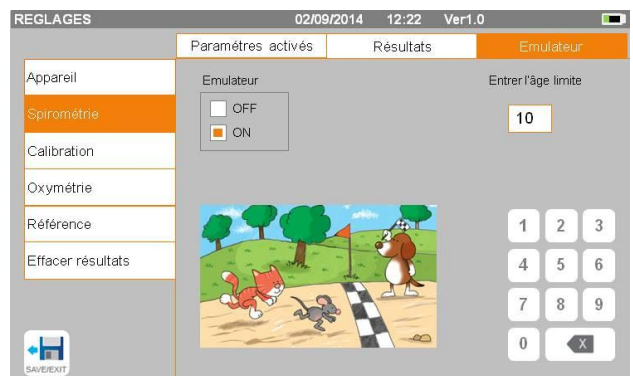 REGLAGES 02/09/2014 12:22 Ver1.0
Paramétres activés Résultats Emulateur
Appareil
Spirométrie
Calibration
Oxymétrie
Référence
Effacer résultats
SAVE/EXIT
Emulateur
OFF
ON
Entrer l'âge limite
10
1 2 3
4 5 6
7 8 9
0 X